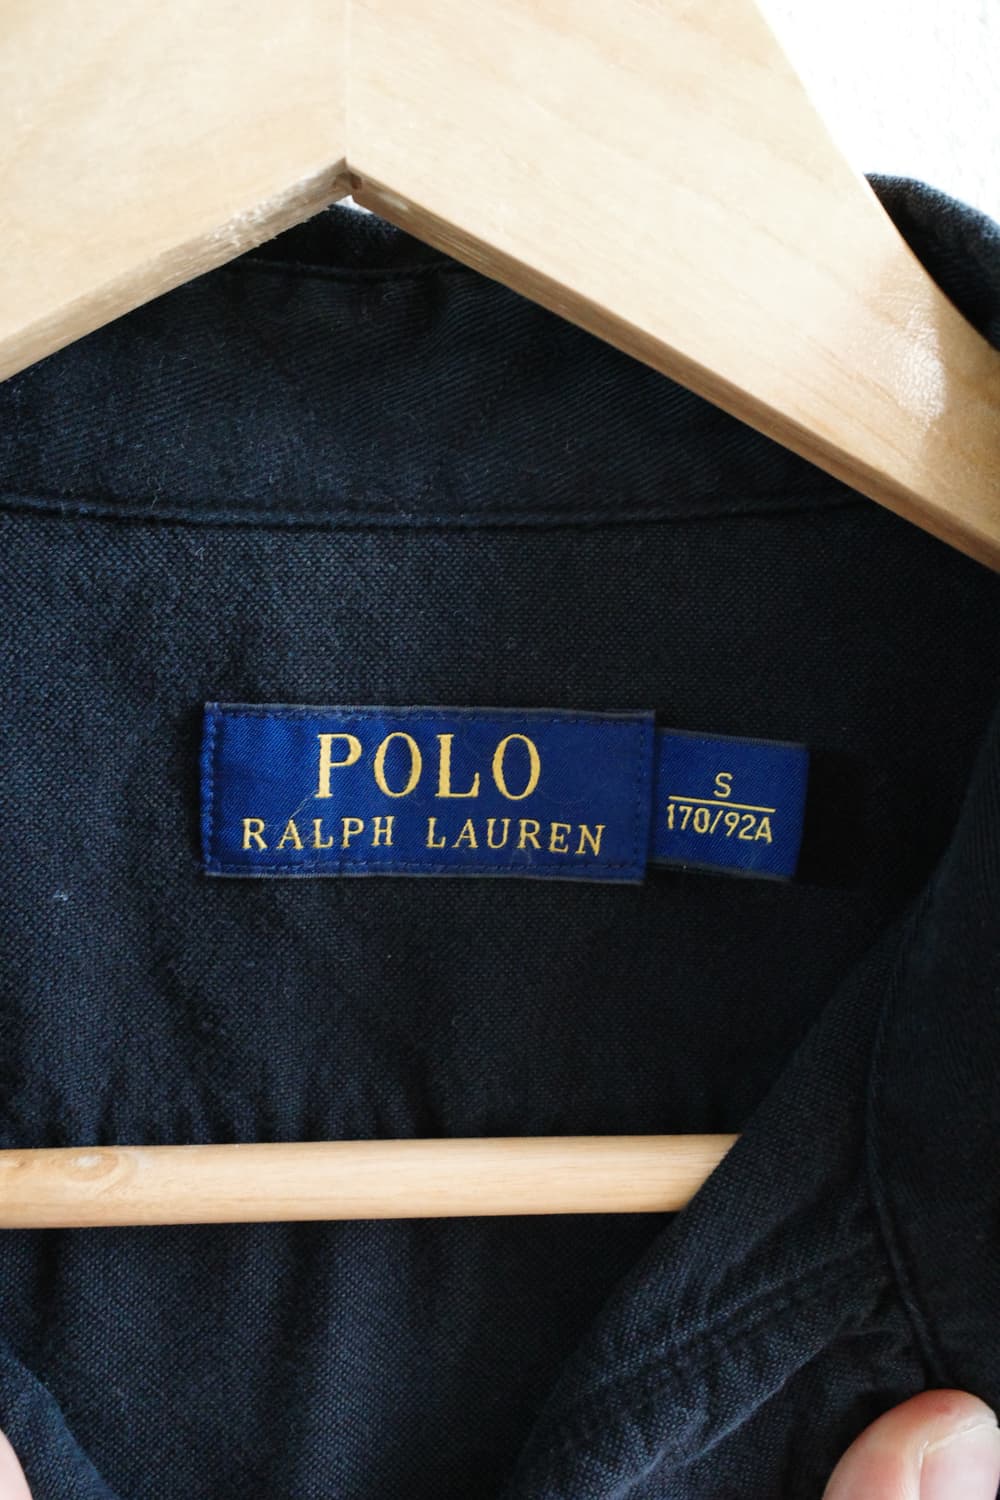 POLO
RALPH LAUREN
S
170/92A